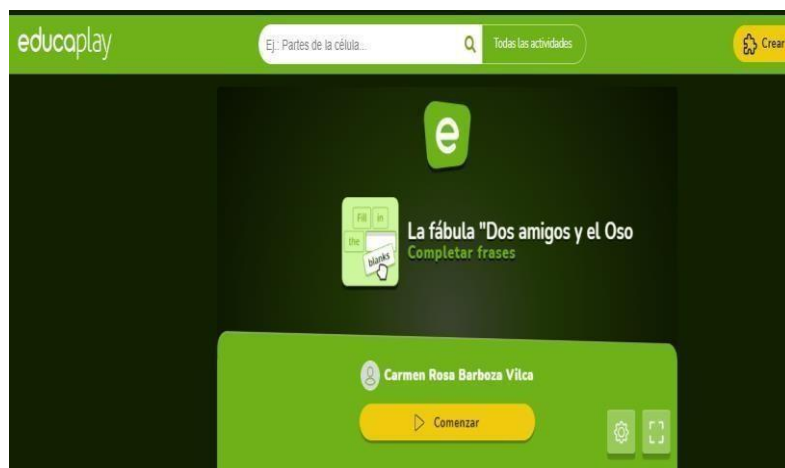 educaplay
Ej.: Partes de la célula...
Todas las actividades
Crear
e
Fill in
the
blanks
La fábula "Dos amigos y el Oso
Completar frases
Carmen Rosa Barboza Vilca
Comenzar